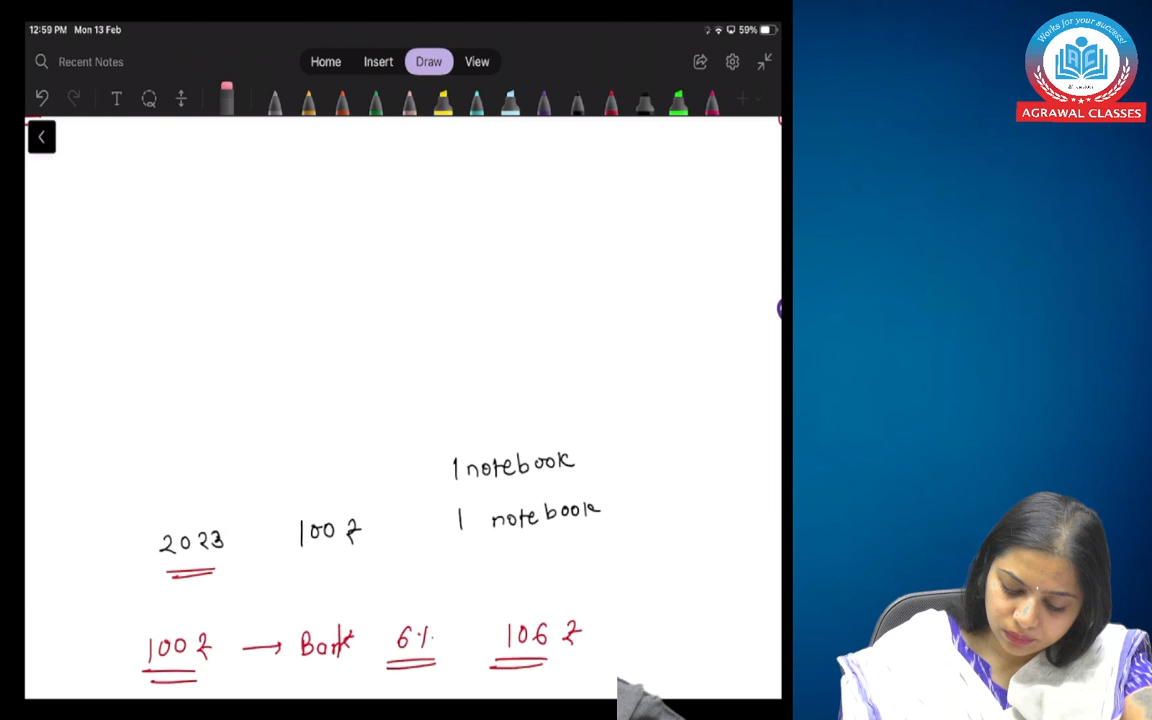 12:59 PM Mon 13 Feb
59%
Works for your success!
AC
AGRAWAL CLASSES
Recent Notes
Home Insert Draw View
T
1 notebook
1 notebook
2023 100 ₹
100 ₹ → Bank 6% 106 ₹